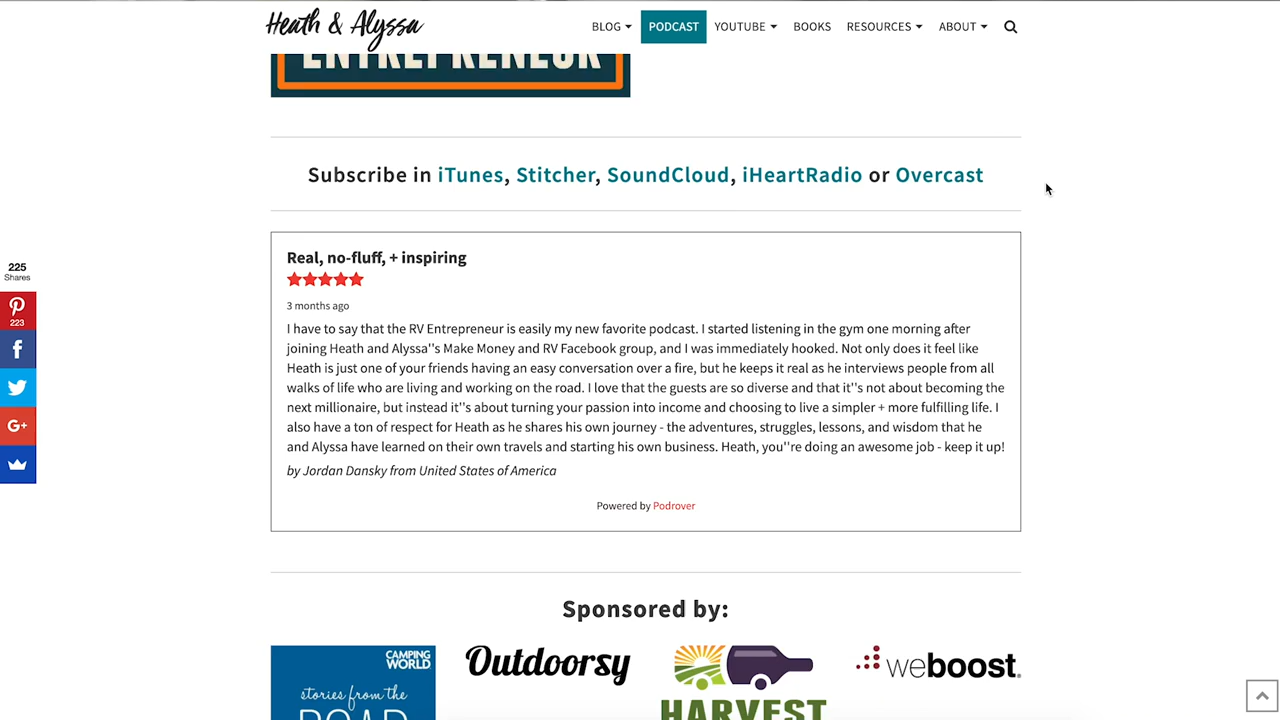 Heath & Alyssa
BLOG PODCAST YOUTUBE BOOKS RESOURCES ABOUT
ENTREPRENEUR
Subscribe in iTunes, Stitcher, SoundCloud, iHeartRadio or Overcast
Real, no-fluff, + inspiring
3 months ago
I have to say that the RV Entrepreneur is easily my new favorite podcast. I started listening in the gym one morning after
joining Heath and Alyssa''s Make Money and RV Facebook group, and I was immediately hooked. Not only does it feel like
Heath is just one of your friends having an easy conversation over a fire, but he keeps it real as he interviews people from all
walks of life who are living and working on the road. I love that the guests are so diverse and that it''s not about becoming the
next millionaire, but instead it''s about turning your passion into income and choosing to live a simpler + more fulfilling life. I
also have a ton of respect for Heath as he shares his own journey - the adventures, struggles, lessons, and wisdom that he
and Alyssa have learned on their own travels and starting his own business. Heath, you''re doing an awesome job - keep it up!
by Jordan Dansky from United States of America
Powered by Podrover
225
Shares
223
f
G+
Sponsored by:
CAMPING
WORLD
stories from the
ROAD
Outdoorsy
HARVEST
weboost.